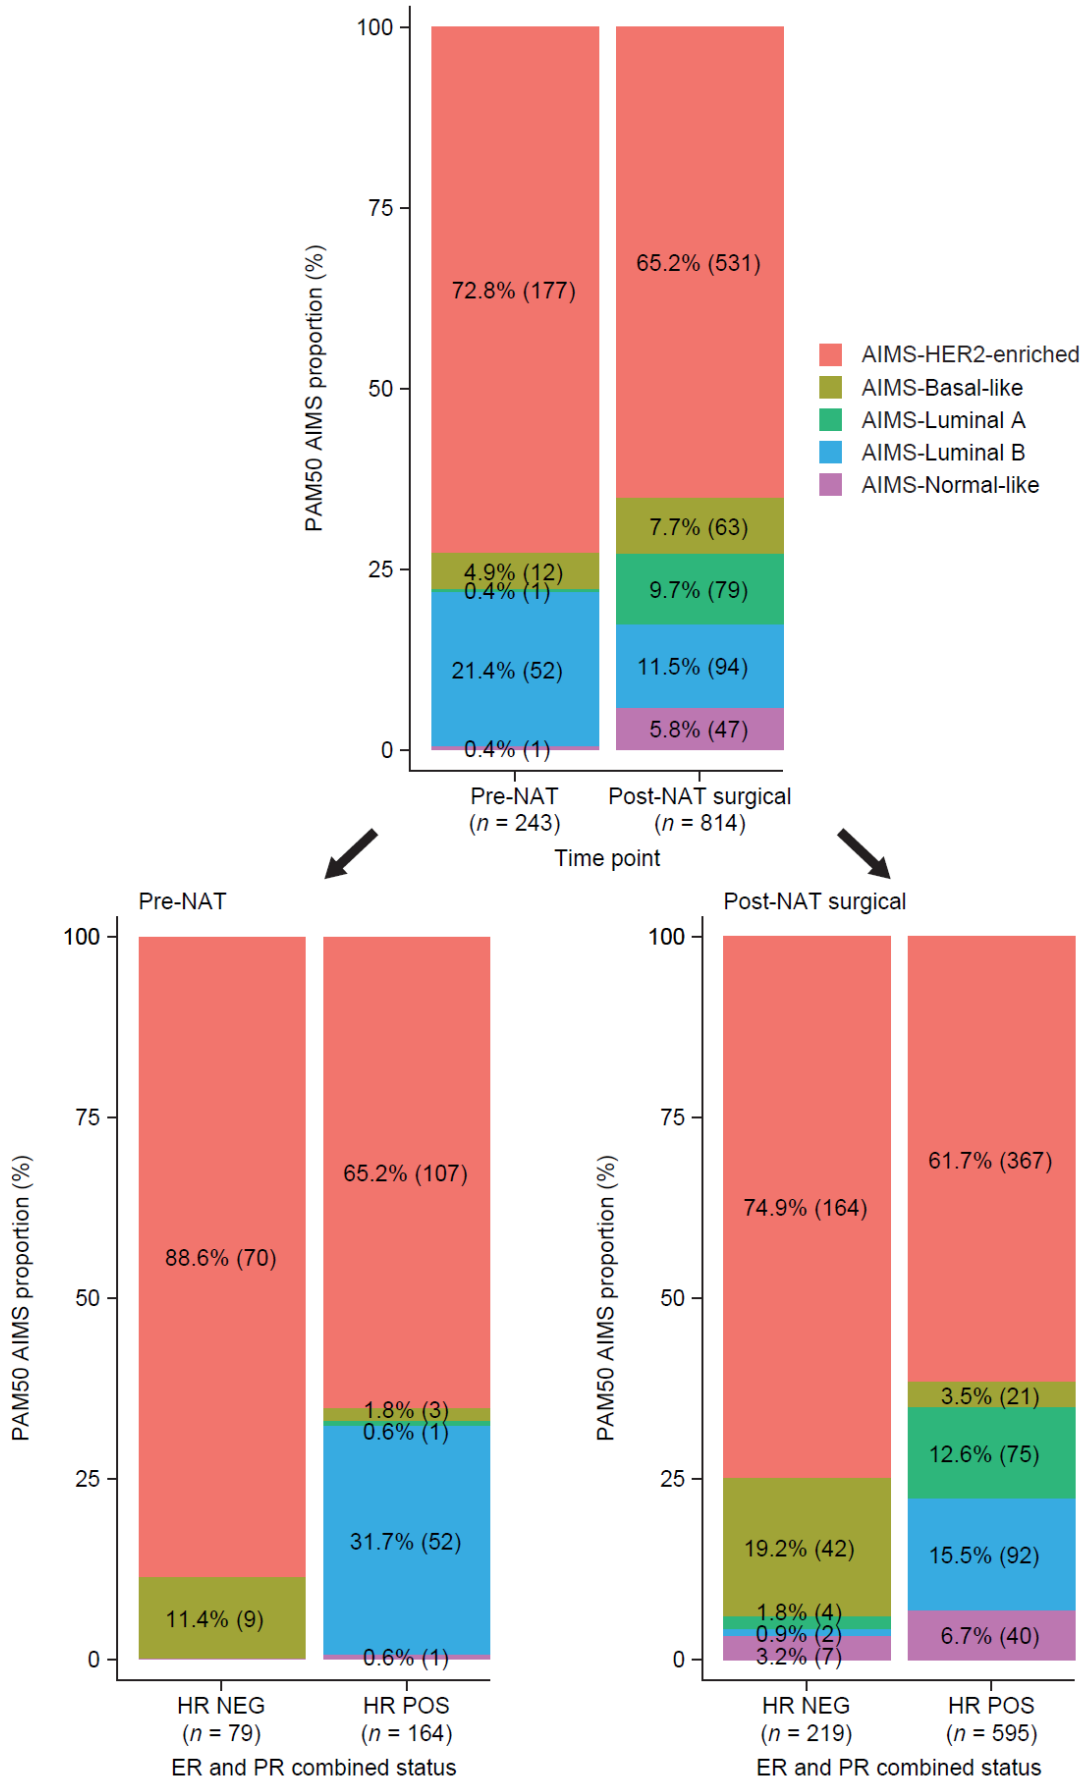 100
75
50
25
0
PAM50 AIMS proportion (%)
72.8% (177)
4.9% (12)
0.4% (1)
21.4% (52)
0.4% (1)
65.2% (531)
7.7% (63)
9.7% (79)
11.5% (94)
5.8% (47)
Pre-NAT
(n = 243)
Post-NAT surgical
(n = 814)
Time point
AIMS-HER2-enriched
AIMS-Basal-like
AIMS-Luminal A
AIMS-Luminal B
AIMS-Normal-like
Pre-NAT
100
75
50
25
0
PAM50 AIMS proportion (%)
88.6% (70)
11.4% (9)
65.2% (107)
1.8% (3)
0.6% (1)
31.7% (52)
0.6% (1)
HR NEG
(n = 79)
HR POS
(n = 164)
ER and PR combined status
Post-NAT surgical
100
75
50
25
0
PAM50 AIMS proportion (%)
74.9% (164)
19.2% (42)
1.8% (4)
0.9% (2)
3.2% (7)
61.7% (367)
3.5% (21)
12.6% (75)
15.5% (92)
6.7% (40)
HR NEG
(n = 219)
HR POS
(n = 595)
ER and PR combined status